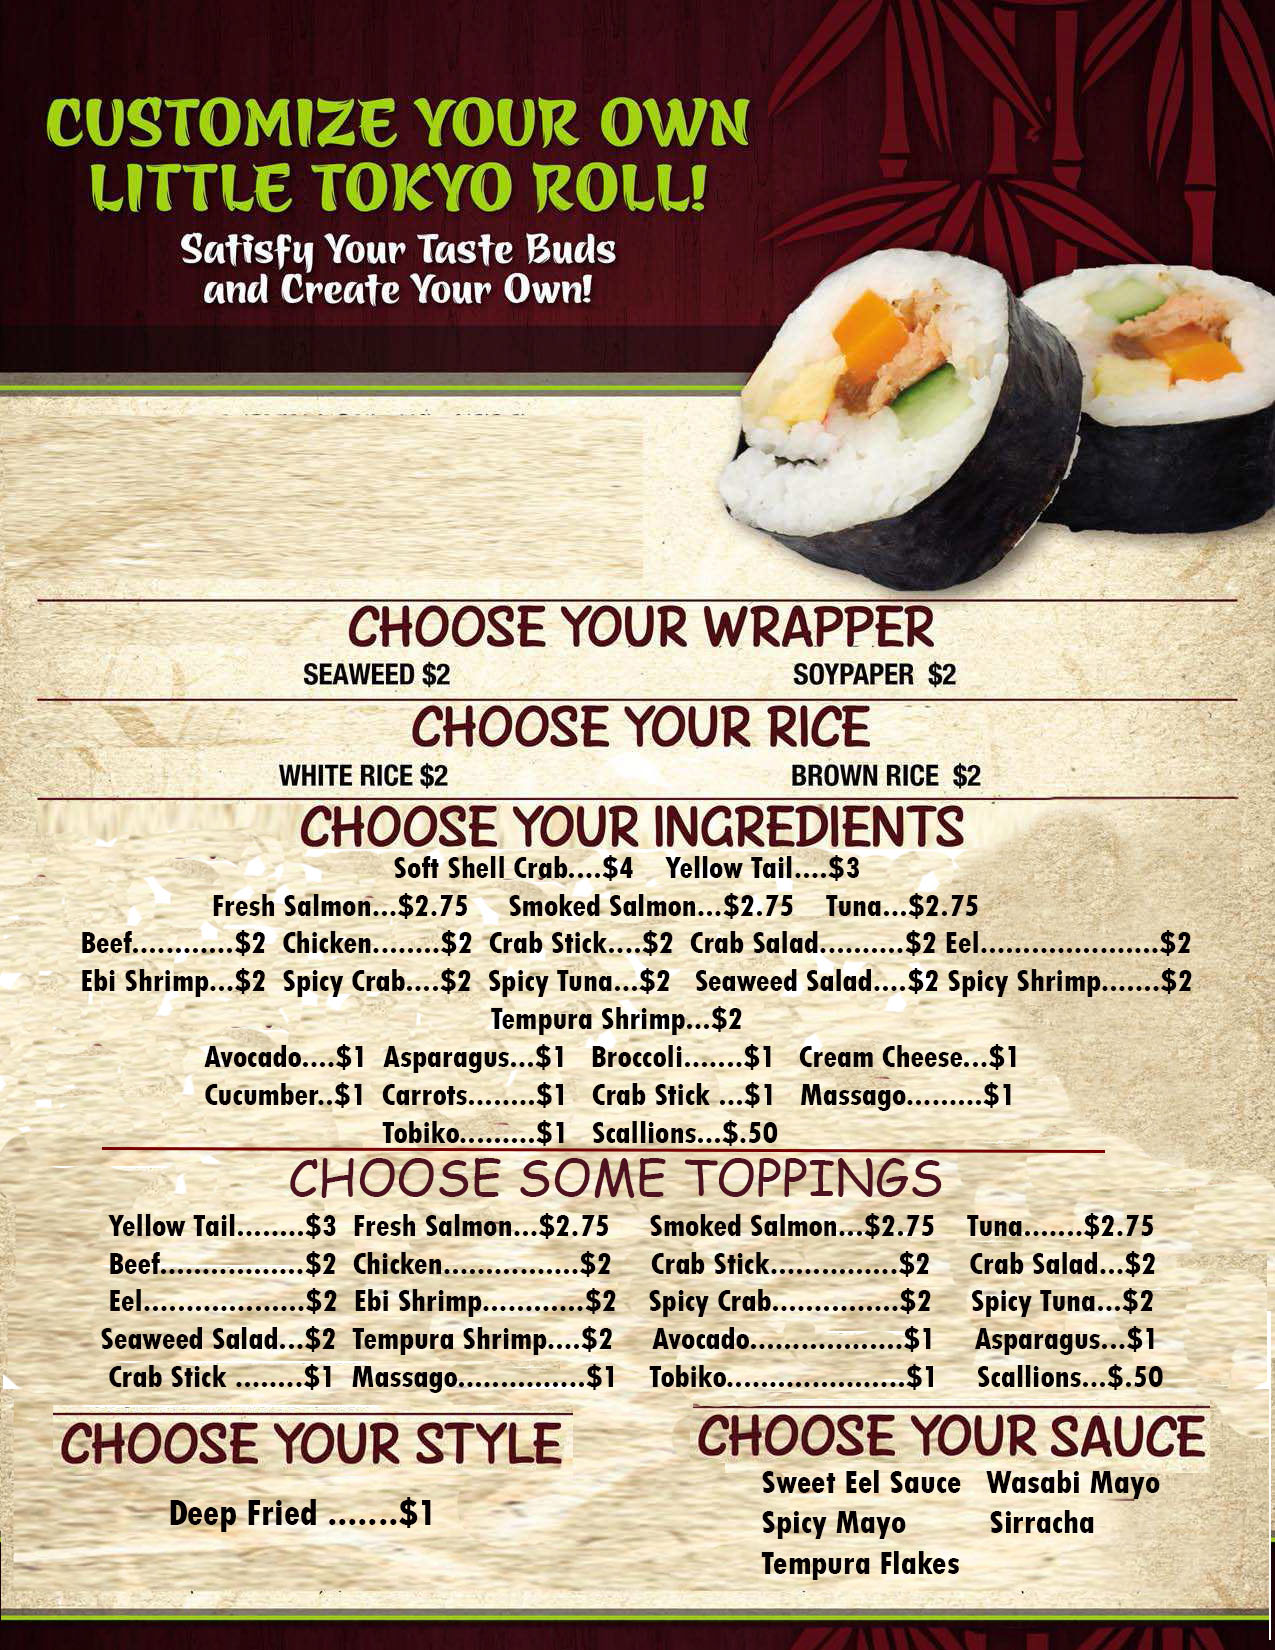 CUSTOMIZE YOUR OWN
LITTLE TOKYO ROLL!
Satisfy Your Taste Buds
and Create Your Own!
CHOOSE YOUR WRAPPER
SEAWEED $2 SOYPAPER $2
CHOOSE YOUR RICE
WHITE RICE $2 BROWN RICE $2
CHOOSE YOUR INGREDIENTS
Soft Shell Crab....$4 Yellow Tail....$3
Fresh Salmon...$2.75 Smoked Salmon...$2.75 Tuna...$2.75
Beef............$2 Chicken........$2 Crab Stick....$2 Crab Salad..........$2 Eel.....................$2
Ebi Shrimp...$2 Spicy Crab....$2 Spicy Tuna...$2 Seaweed Salad....$2 Spicy Shrimp.......$2
Tempura Shrimp...$2
Avocado....$1 Asparagus...$1 Broccoli.......$1 Cream Cheese...$1
Cucumber..$1 Carrots........$1 Crab Stick ...$1 Massago.........$1
Tobiko.........$1 Scallions...$.50
CHOOSE SOME TOPPINGS
Yellow Tail........$3 Fresh Salmon...$2.75 Smoked Salmon...$2.75 Tuna.......$2.75
Beef.................$2 Chicken................$2 Crab Stick...............$2 Crab Salad...$2
Eel...................$2 Ebi Shrimp............$2 Spicy Crab...............$2 Spicy Tuna...$2
Seaweed Salad...$2 Tempura Shrimp....$2 Avocado..................$1 Asparagus...$1
Crab Stick ........$1 Massago...............$1 Tobiko.....................$1 Scallions...$.50
CHOOSE YOUR STYLE
Deep Fried .......$1
CHOOSE YOUR SAUCE
Sweet Eel Sauce Wasabi Mayo
Spicy Mayo Sirracha
Tempura Flakes